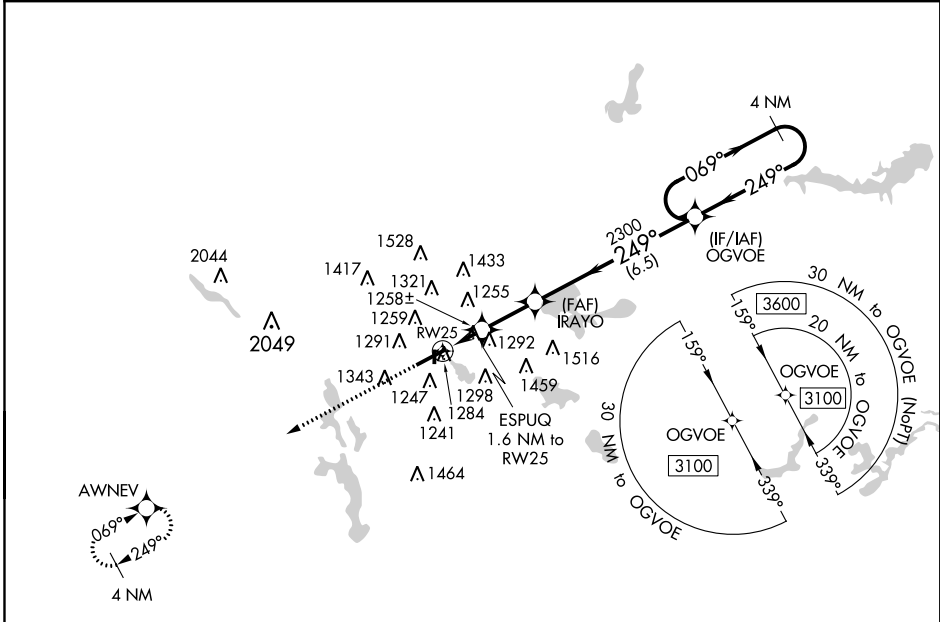 4 NM
069°
249°
(IF/IAF)
OGVOE
2300
249°
(6.5)
(FAF)
IRAYO
2044
2049
1528
1417
1433
1321
1258±
1255
1259
RW25
1291
1292
1516
1343
1247
1298
1459
1284
1241
ESPUQ
1.6 NM to
RW25
1464
AWNEV
069°
249°
4 NM
30 NM to OGVOE
159°
OGVOE
3100
339°
30 NM to OGVOE (NoPT)
3600
159°
20 NM to OGVOE
OGVOE
3100
339°